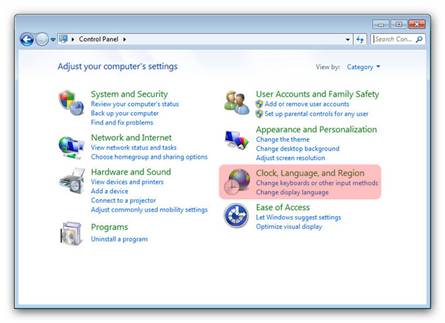 Control Panel
Search Con...
Adjust your computer's settings
View by: Category
System and Security
Review your computer's status
Back up your computer
Find and fix problems
Network and Internet
View network status and tasks
Choose homegroup and sharing options
Hardware and Sound
View devices and printers
Add a device
Connect to a projector
Adjust commonly used mobility settings
Programs
Uninstall a program
User Accounts and Family Safety
Add or remove user accounts
Set up parental controls for any user
Appearance and Personalization
Change the theme
Change desktop background
Adjust screen resolution
Clock, Language, and Region
Change keyboards or other input methods
Change display language
Ease of Access
Let Windows suggest settings
Optimize visual display